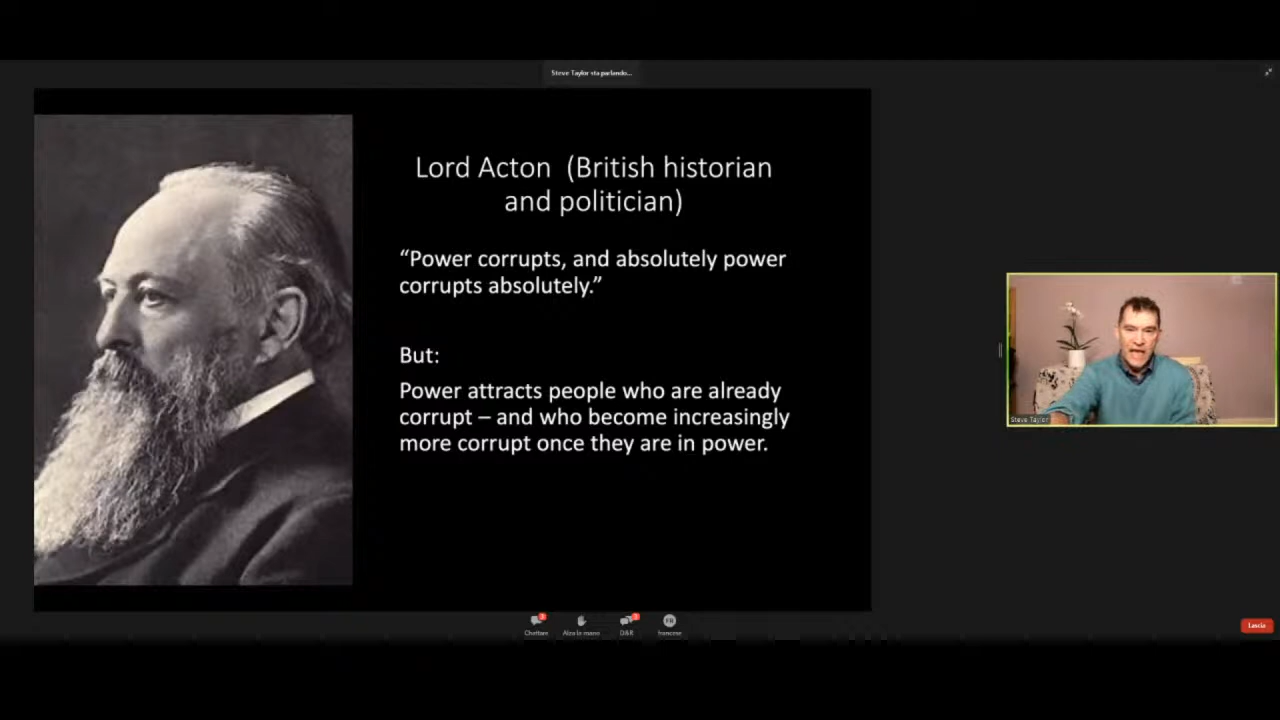 Steve Taylor sta parlando...
Lord Acton (British historian
and politician)
“Power corrupts, and absolutely power
corrupts absolutely.”
But:
Power attracts people who are already
corrupt – and who become increasingly
more corrupt once they are in power.
Steve Taylor
Chattare
Alza la mano
D&R
francese
FR
Lascia